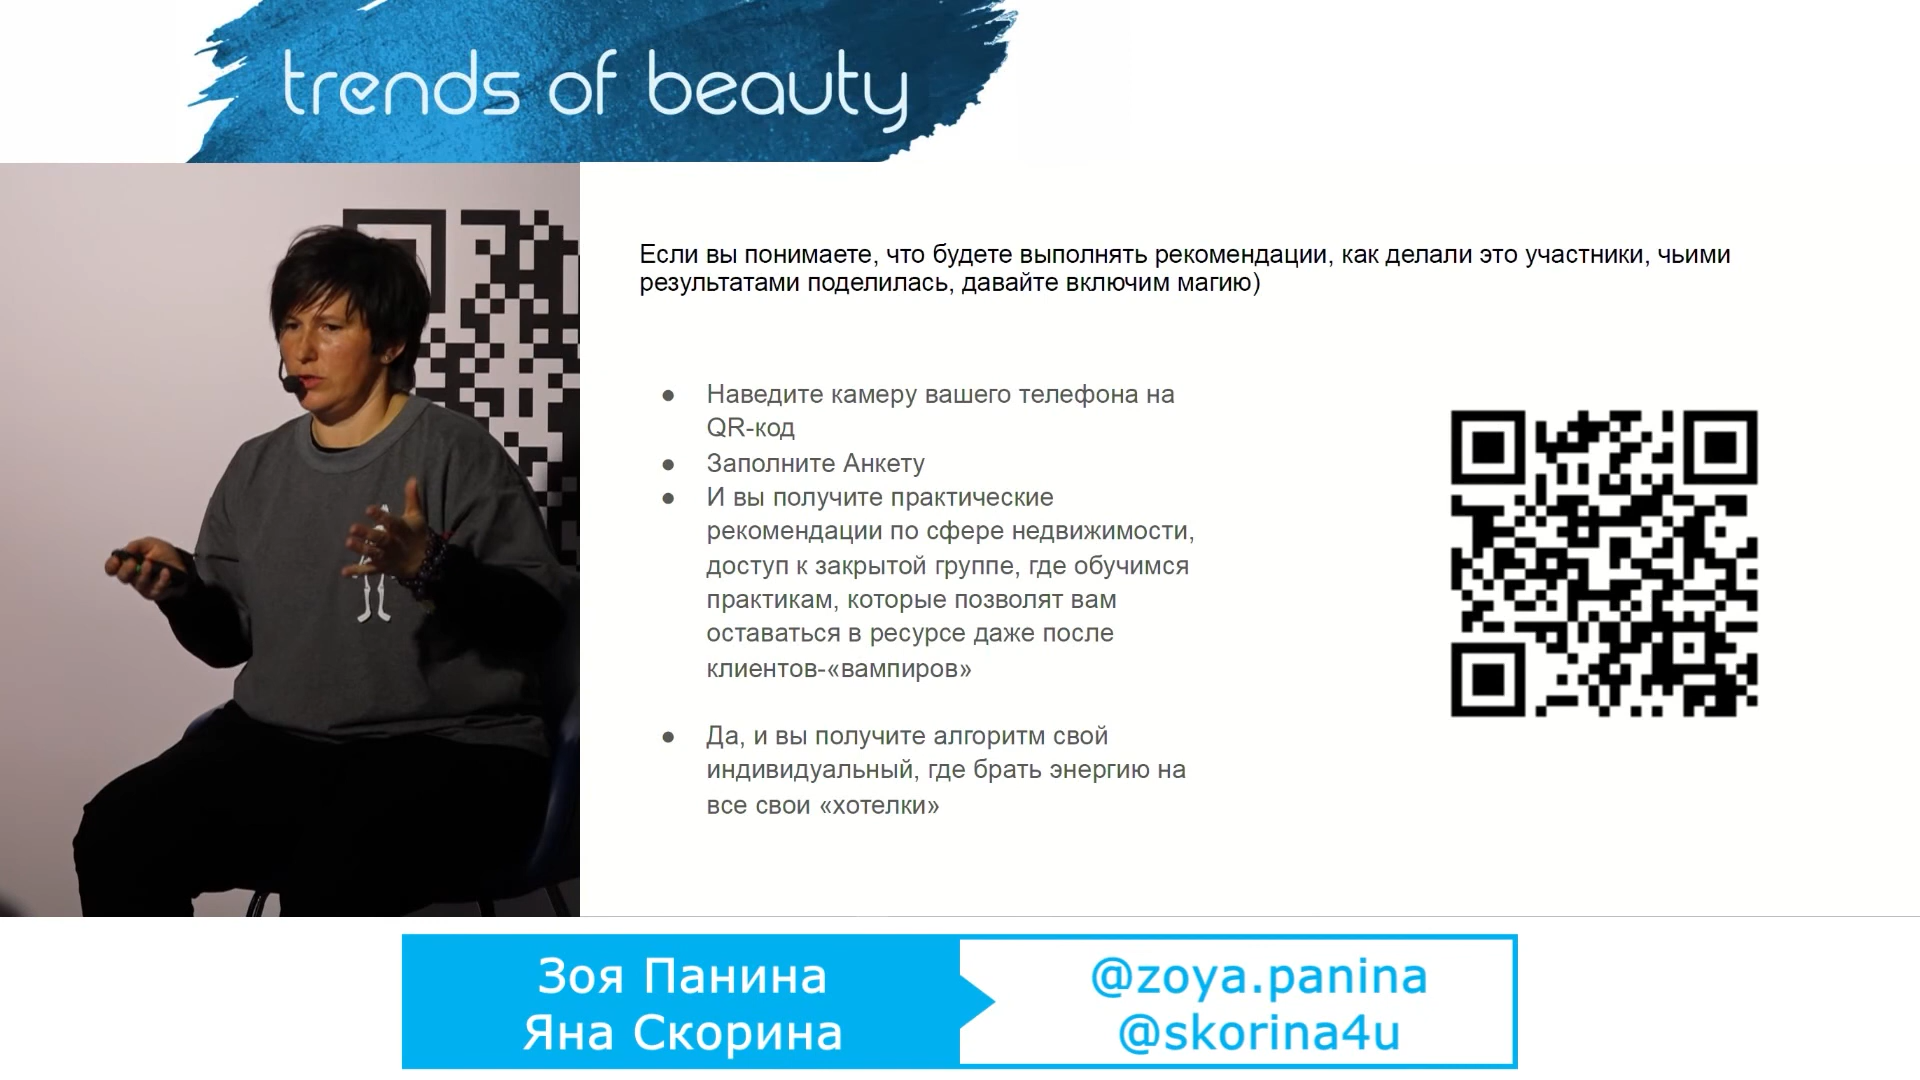 trends of beauty
Если вы понимаете, что будете выполнять рекомендации, как делали это участники, чьими
результатами поделилась, давайте включим магию)
● Наведите камеру вашего телефона на
QR-код
● Заполните Анкету
● И вы получите практические
рекомендации по сфере недвижимости,
доступ к закрытой группе, где обучимся
практикам, которые позволят вам
оставаться в ресурсе даже после
клиентов-«вампиров»
● Да, и вы получите алгоритм свой
индивидуальный, где брать энергию на
все свои «хотелки»
Зоя Панина
Яна Скорина
@zoya.panina
@skorina4u